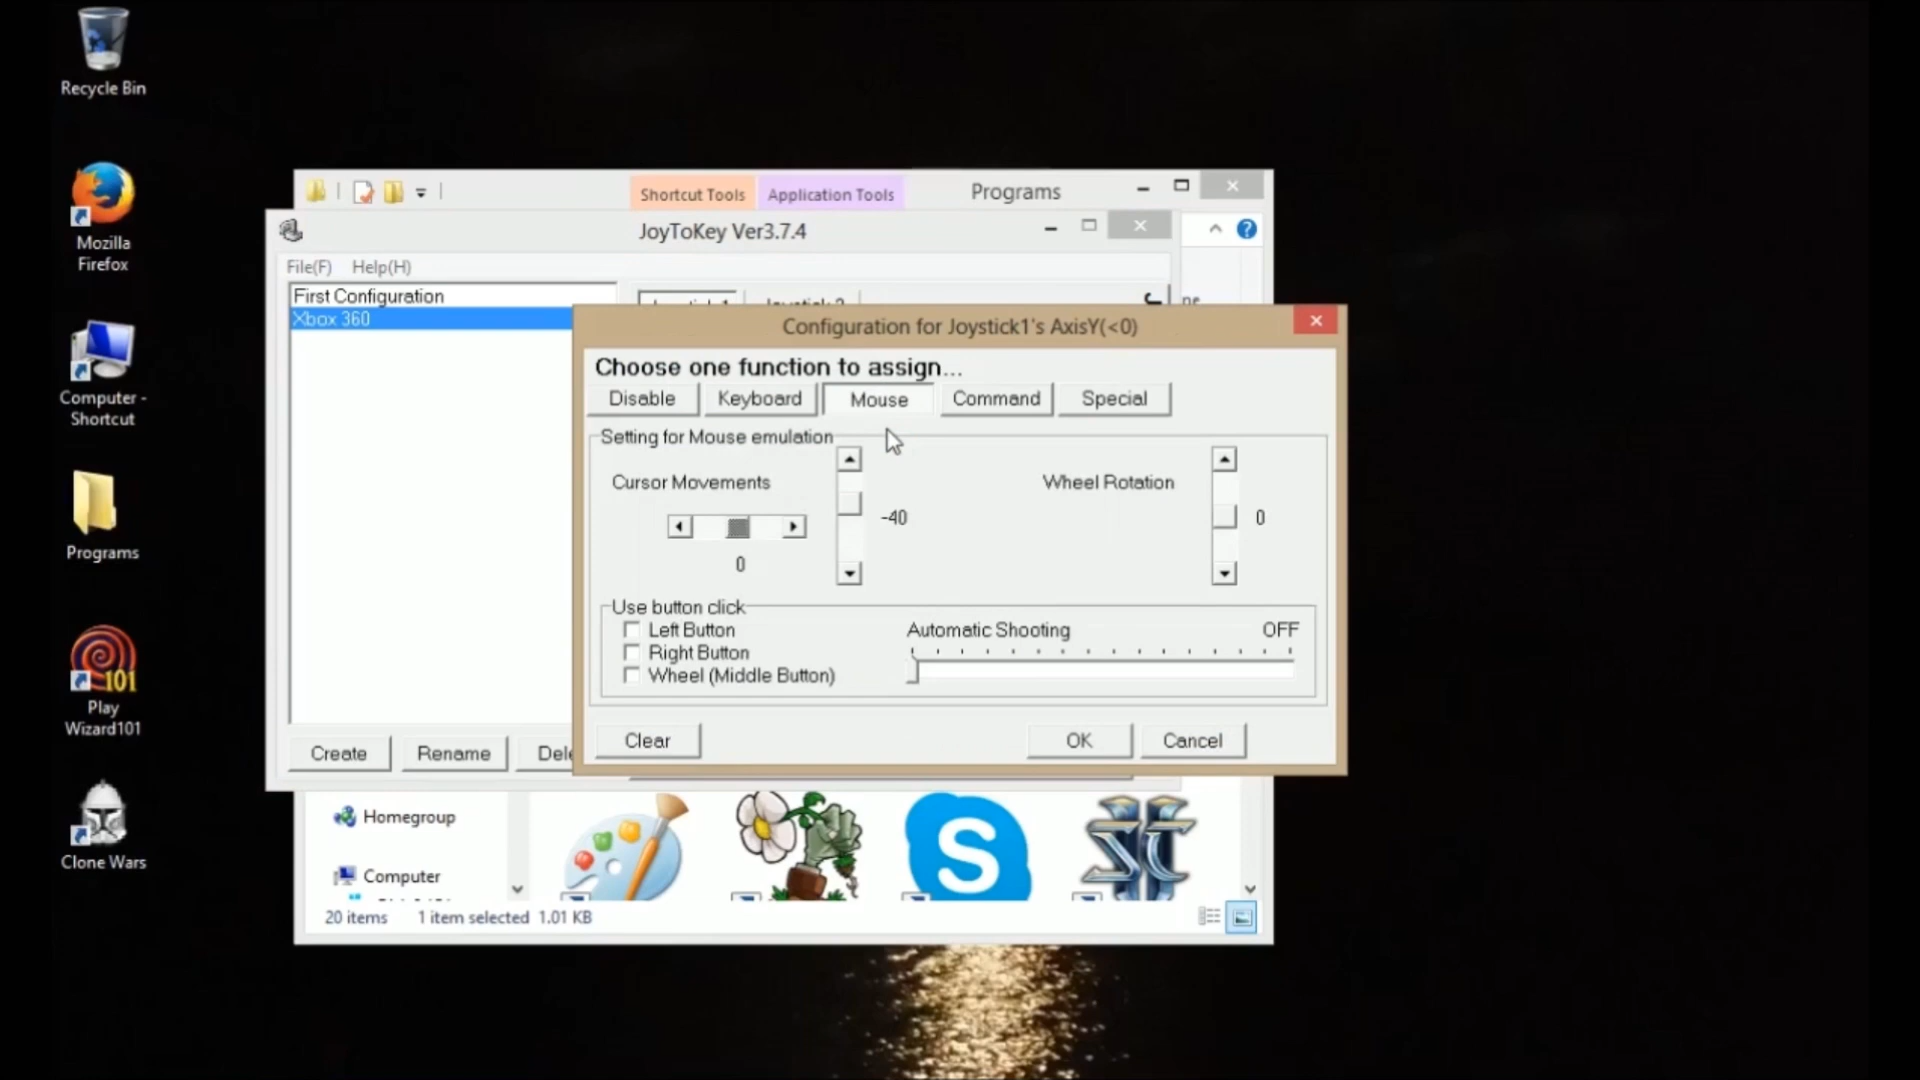 Recycle Bin
Mozilla
Firefox
Computer -
Shortcut
Programs
101
Play
Wizard101
Clone Wars
Shortcut Tools
Application Tools
Programs
JoyToKey Ver3.7.4
File(F)
Help(H)
First Configuration
Xbox 360
Configuration for Joystick1's AxisY(<0)
Choose one function to assign...
Disable
Keyboard
Mouse
Command
Special
Setting for Mouse emulation
Cursor Movements
-40
0
Wheel Rotation
0
Use button click
Left Button
Right Button
Wheel (Middle Button)
Automatic Shooting
OFF
Clear
OK
Cancel
Create
Rename
Homegroup
Computer
20 items
1 item selected 1.01 KB